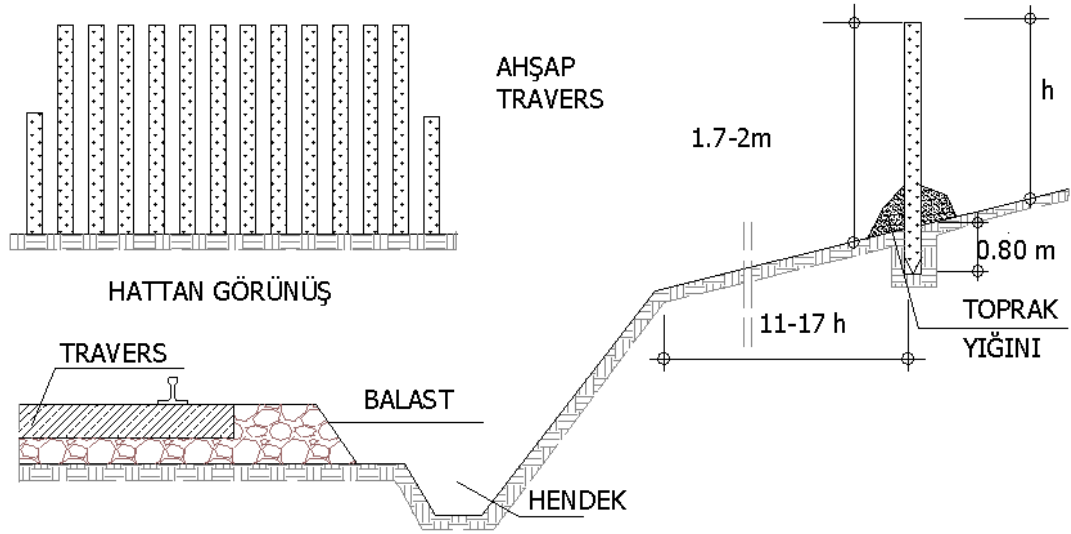 AHŞAP
TRAVERS
1.7-2m
h
0.80 m
HATTAN GÖRÜNÜŞ
11-17 h
TOPRAK
YIĞINI
TRAVERS
BALAST
HENDEK